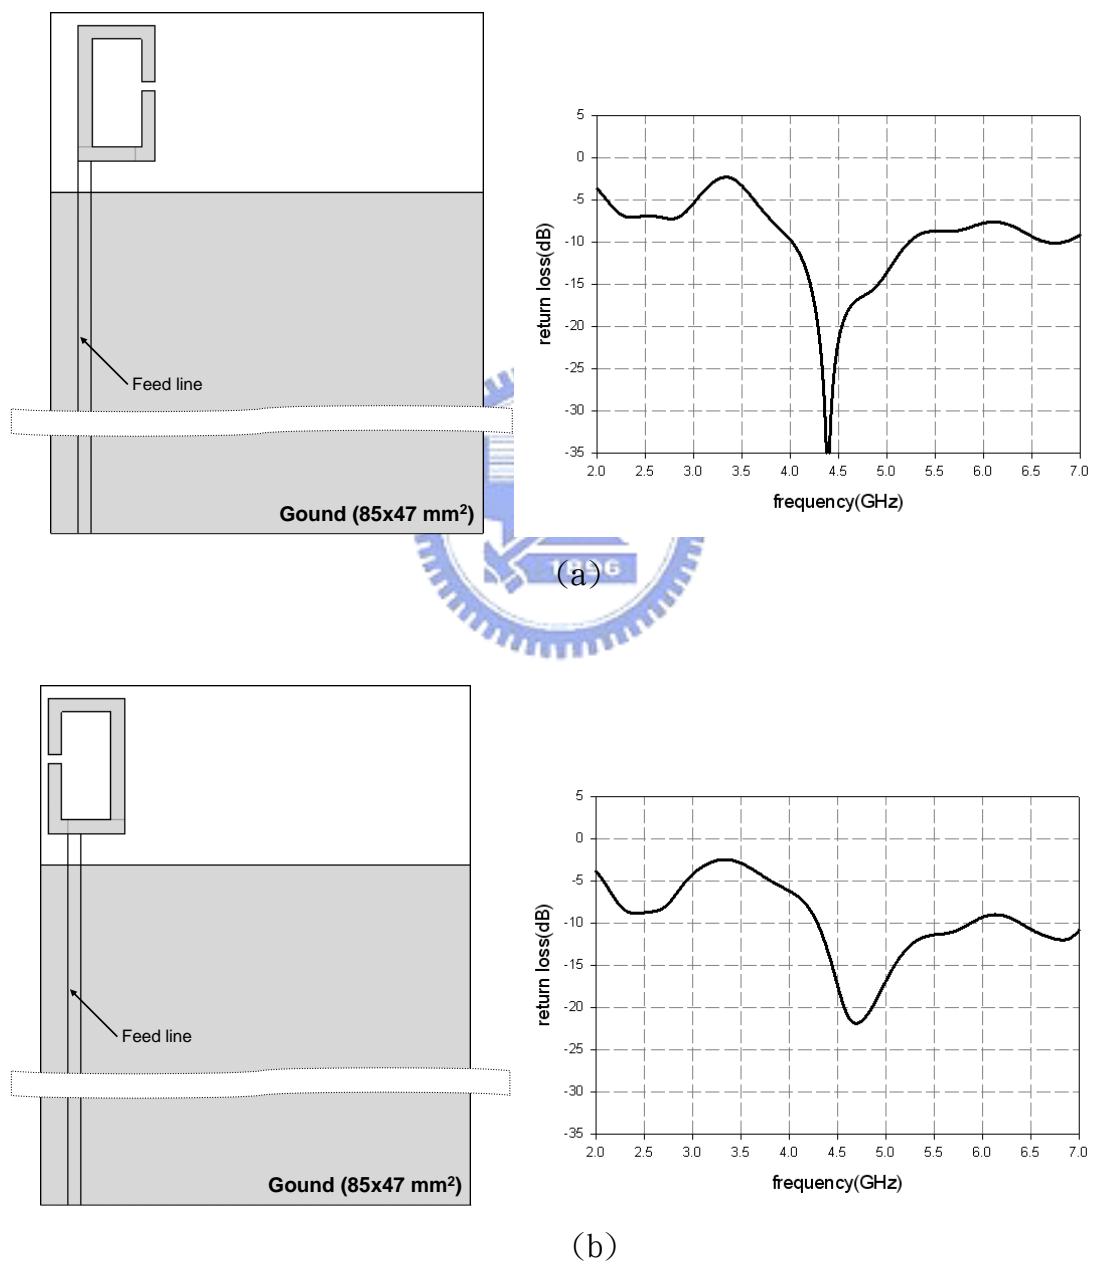 Feed line
Gound (85x47 mm²)
return loss(dB)
5
0
-5
-10
-15
-20
-25
-30
-35
2.0 2.5 3.0 3.5 4.0 4.5 5.0 5.5 6.0 6.5 7.0
frequency(GHz)
1896
(a)
Feed line
Gound (85x47 mm²)
return loss(dB)
5
0
-5
-10
-15
-20
-25
-30
-35
2.0 2.5 3.0 3.5 4.0 4.5 5.0 5.5 6.0 6.5 7.0
frequency(GHz)
(b)